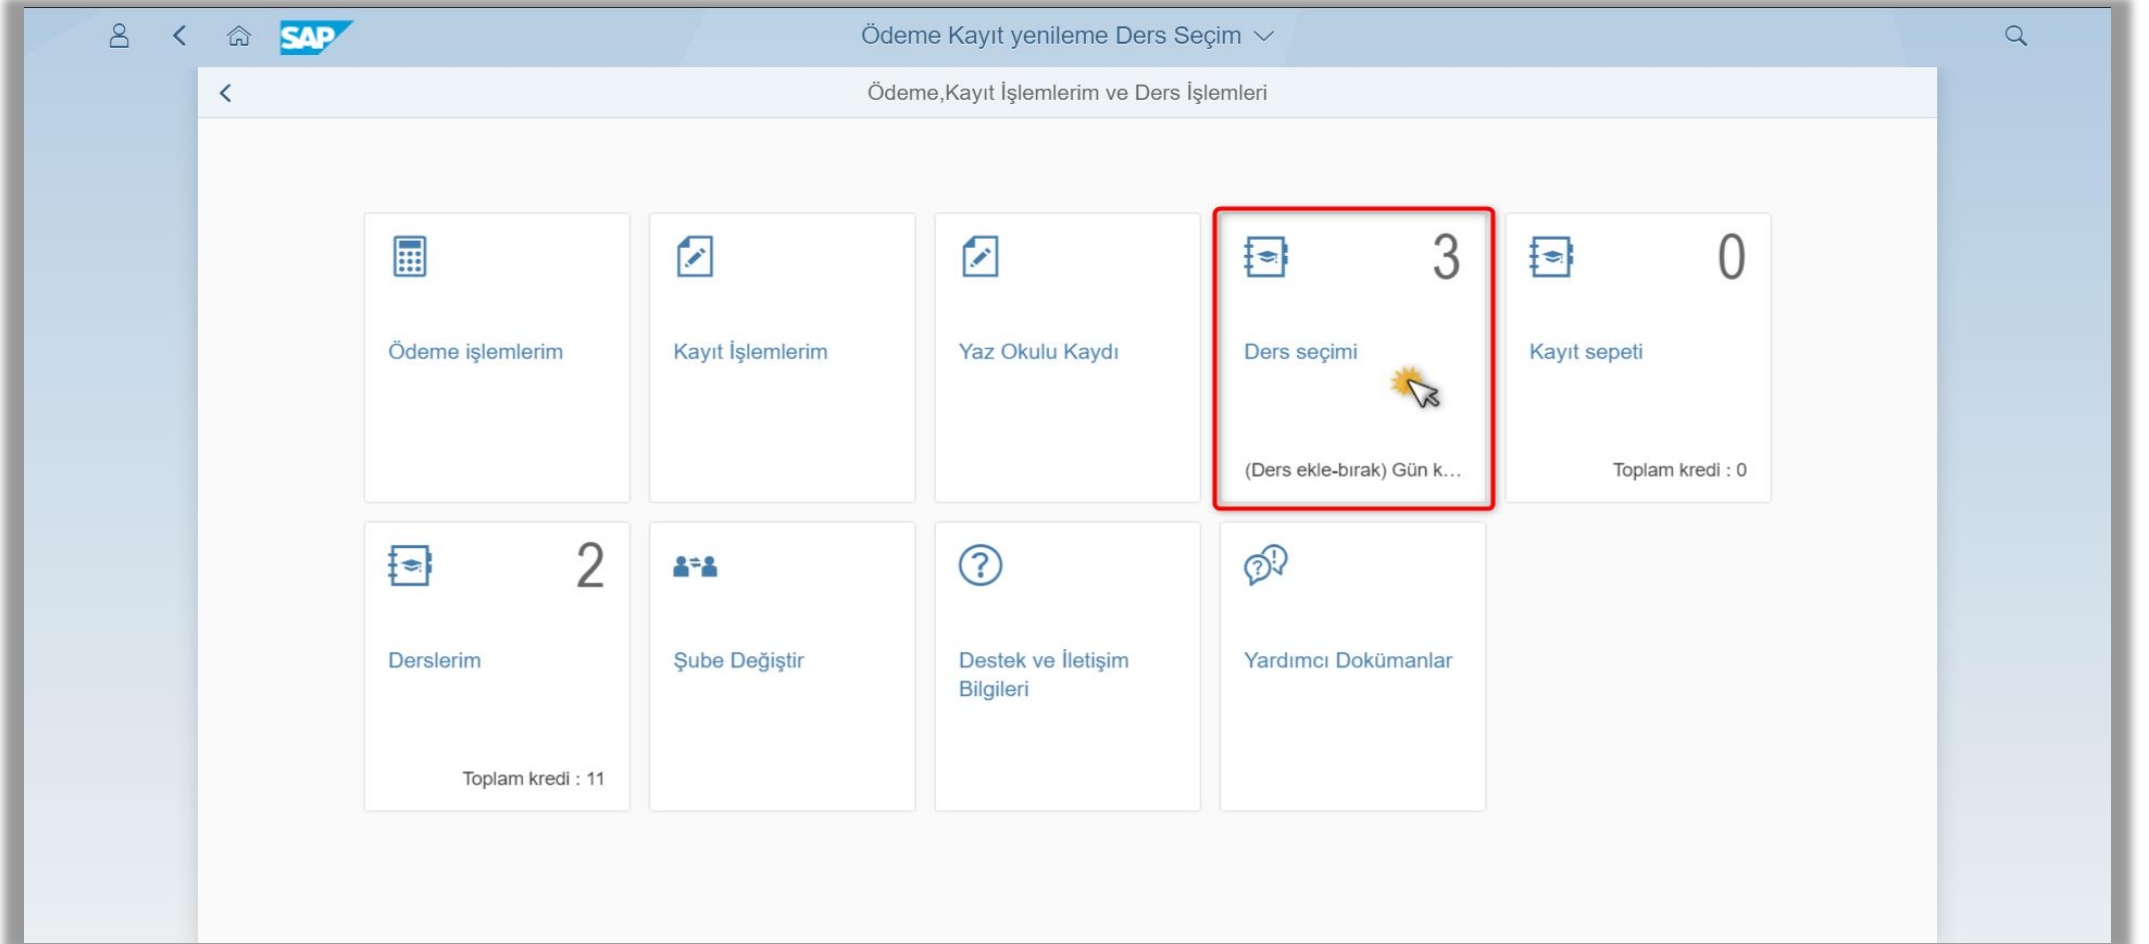 SAP
Ödeme Kayıt yenileme Ders Seçim
Ödeme,Kayıt İşlemlerim ve Ders İşlemleri
Ödeme işlemlerim
Kayıt İşlemlerim
Yaz Okulu Kaydı
3
Ders seçimi
(Ders ekle-bırak) Gün k...
0
Kayıt sepeti
Toplam kredi : 0
2
Derslerim
Toplam kredi : 11
Şube Değiştir
Destek ve İletişim
Bilgileri
Yardımcı Dokümanlar